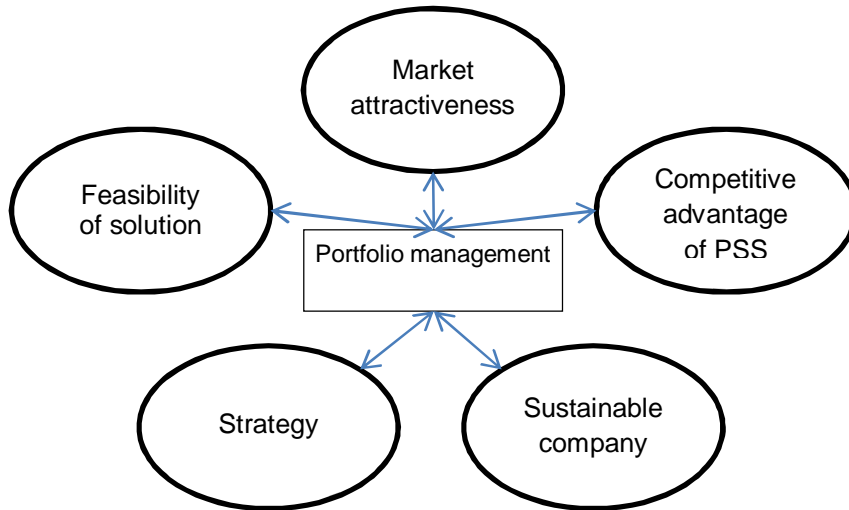 Market
attractiveness
Feasibility
of solution
Competitive
advantage
of PSS
Portfolio management
Strategy
Sustainable
company